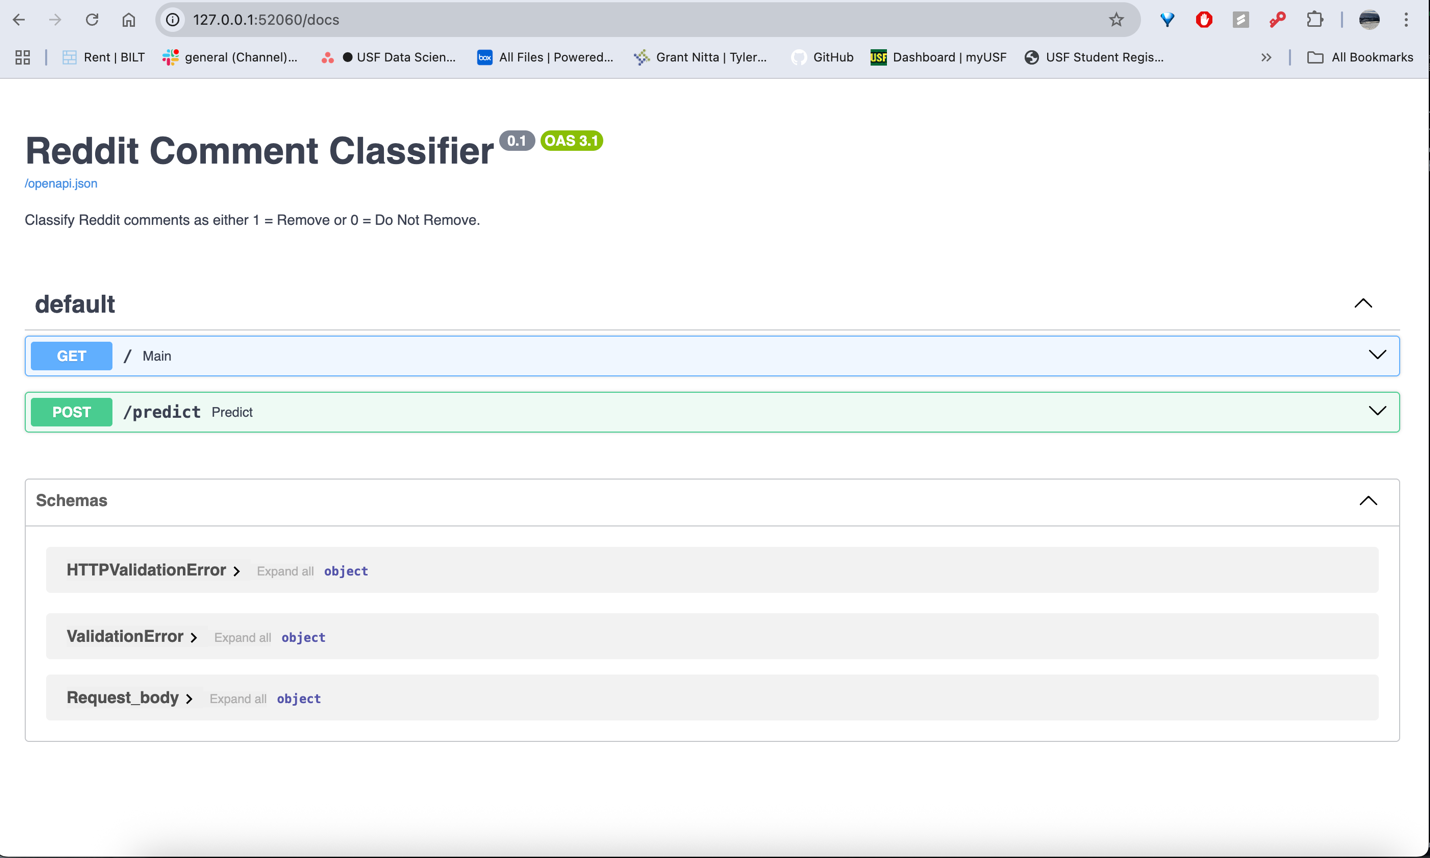 127.0.0.1:52060/docs
Rent | BILT general (Channel)... ● USF Data Scien... box All Files | Powered... Grant Nitta | Tyler... GitHub USF Dashboard | myUSF USF Student Regis... » All Bookmarks
Reddit Comment Classifier 0.1 OAS 3.1
/openapi.json
Classify Reddit comments as either 1 = Remove or 0 = Do Not Remove.
default
GET / Main
POST /predict Predict
Schemas
HTTPValidationError > Expand all object
ValidationError > Expand all object
Request_body > Expand all object